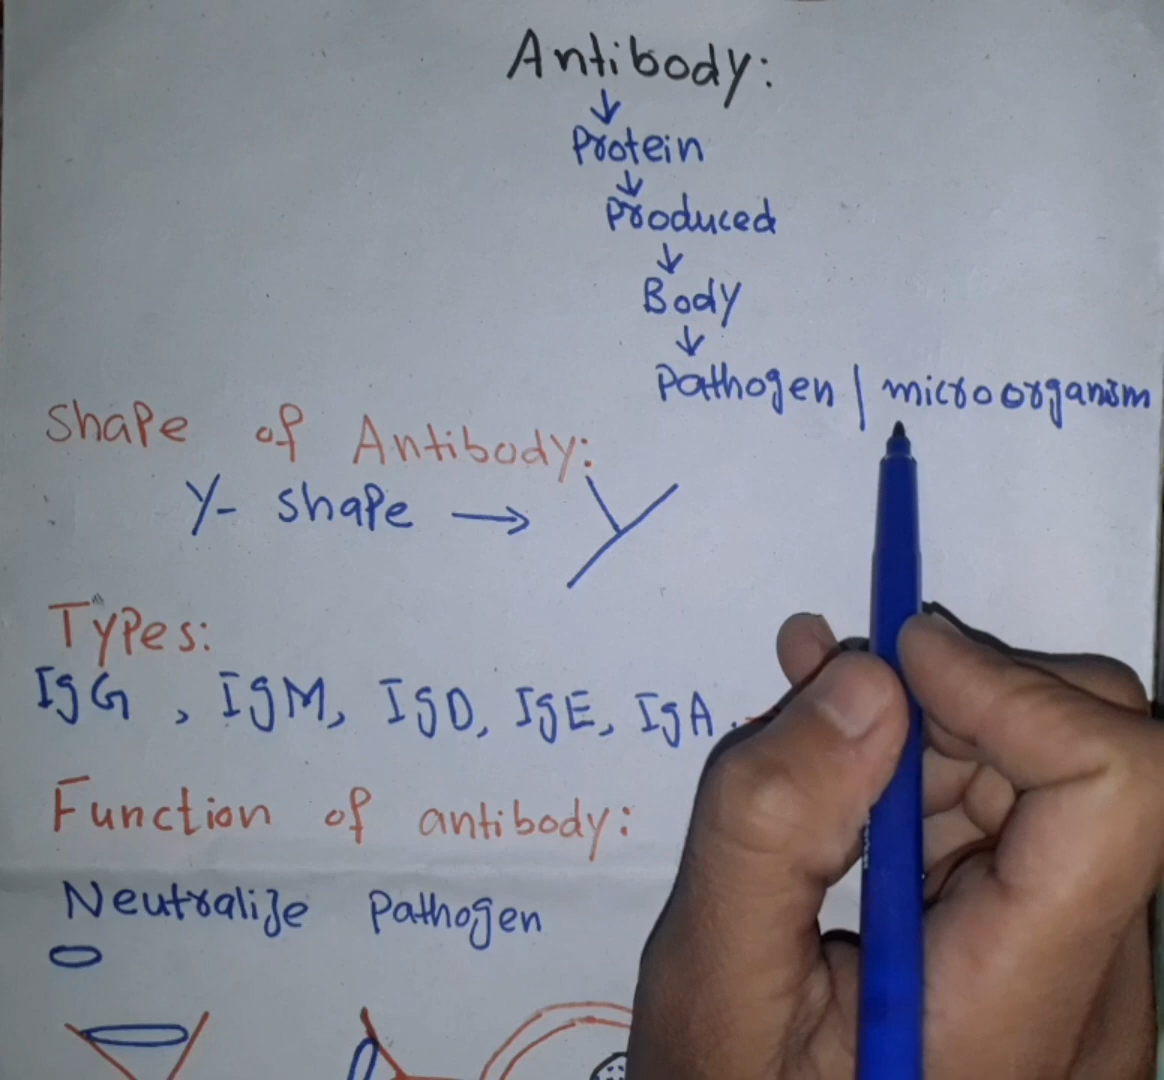 Antibody:
↓
Protein
↓
Produced
↓
Body
↓
Pathogen | microorganism
Shape of Antibody:
Y- shape → Y
Types:
IgG , IgM, IgD, IgE, IgA.
Function of antibody:
Neutralize Pathogen